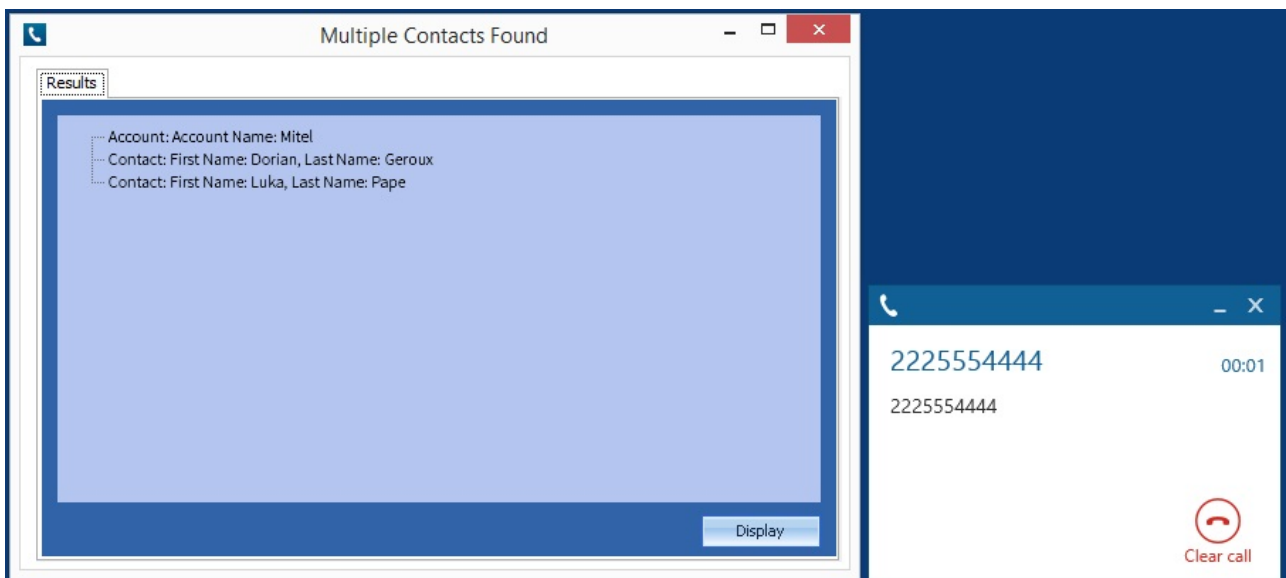 Multiple Contacts Found
Results
Account: Account Name: Mitel
Contact: First Name: Dorian, Last Name: Geroux
Contact: First Name: Luka, Last Name: Pape
Display
2225554444
00:01
2225554444
Clear call